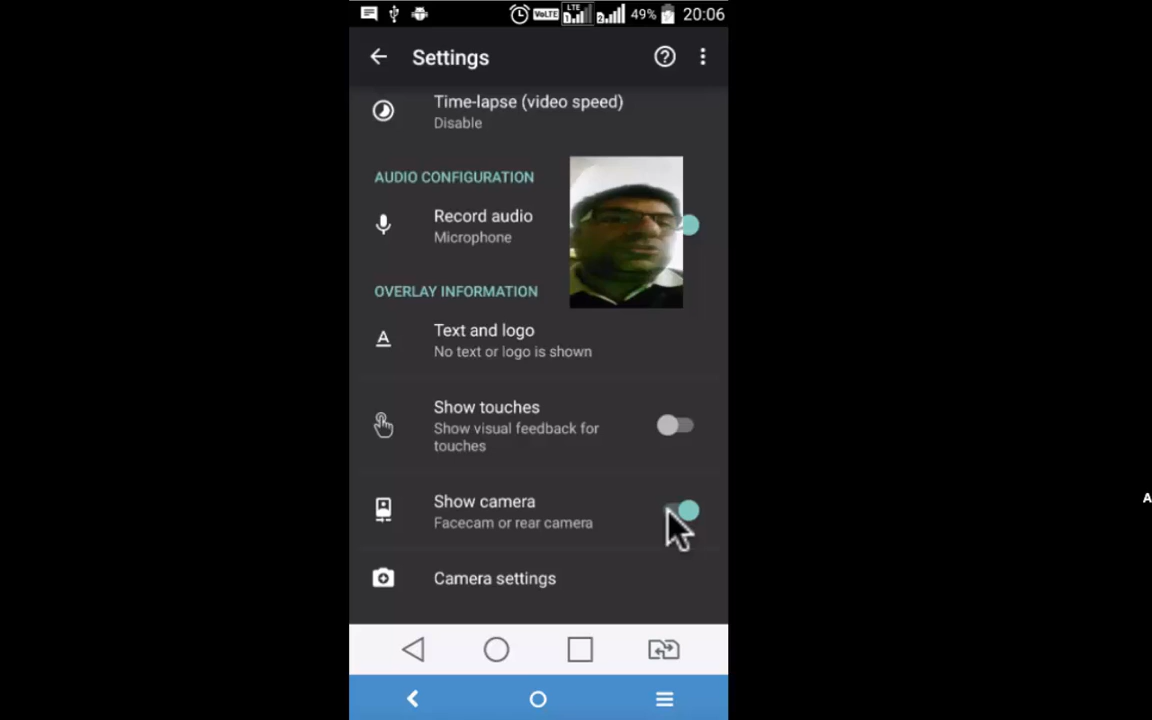 VoLTE LTE 49% 20:06
Settings
Time-lapse (video speed)
Disable
AUDIO CONFIGURATION
Record audio
Microphone
OVERLAY INFORMATION
Text and logo
No text or logo is shown
Show touches
Show visual feedback for
touches
Show camera
Facecam or rear camera
Camera settings
A